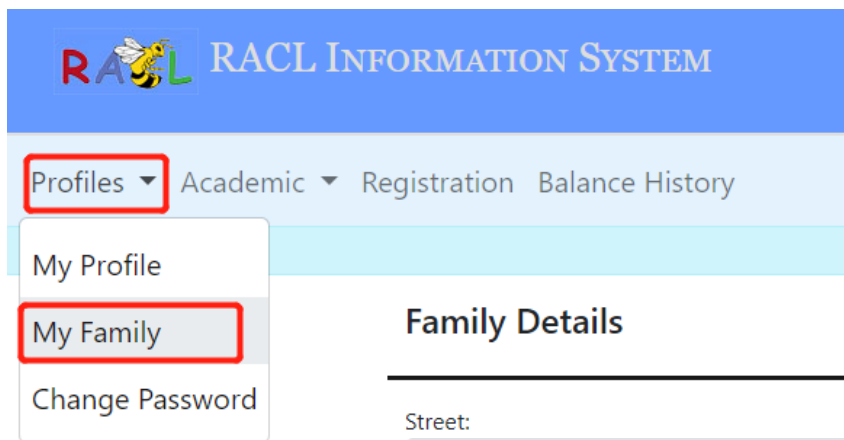 RACL RACL INFORMATION SYSTEM
Profiles Academic Registration Balance History
My Profile
My Family
Change Password
Family Details
Street: